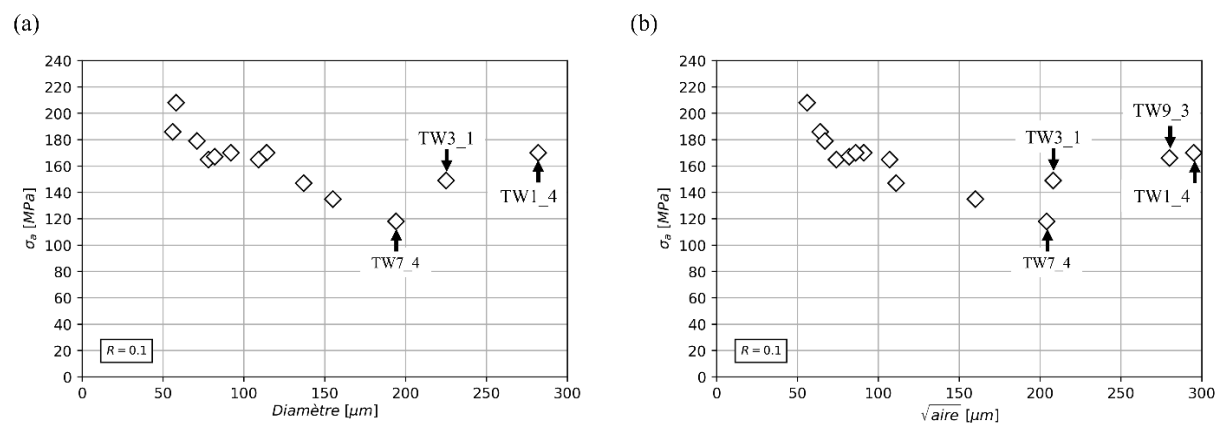 (a)
240
220
200
180
160
140
120
100
80
60
40
20
0
σₐ [MPa]
TW3_1
TW1_4
TW7_4
R = 0.1
0 50 100 150 200 250 300
Diamètre [μm]
(b)
240
220
200
180
160
140
120
100
80
60
40
20
0
σₐ [MPa]
TW9_3
TW3_1
TW1_4
TW7_4
R = 0.1
0 50 100 150 200 250 300
√aire [μm]